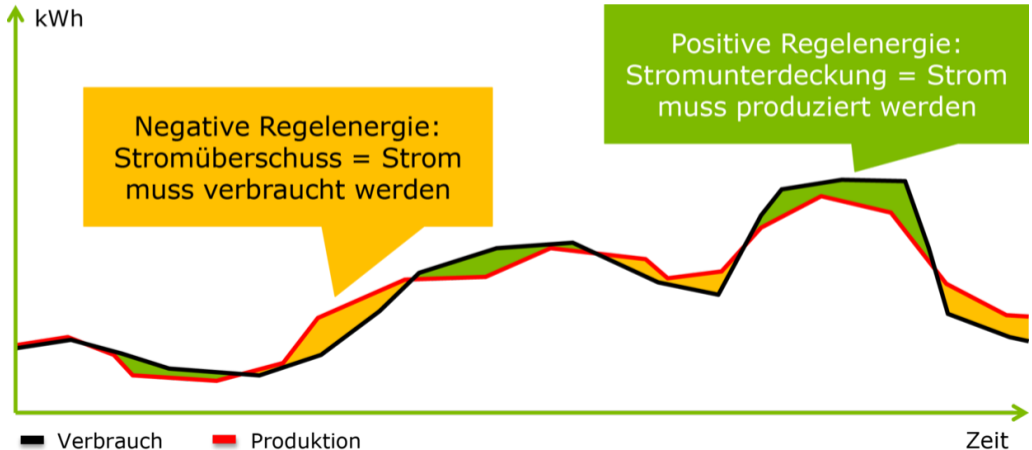 kWh
Positive Regelenergie:
Stromunterdeckung = Strom
muss produziert werden
Negative Regelenergie:
Stromüberschuss = Strom
muss verbraucht werden
Verbrauch
Produktion
Zeit